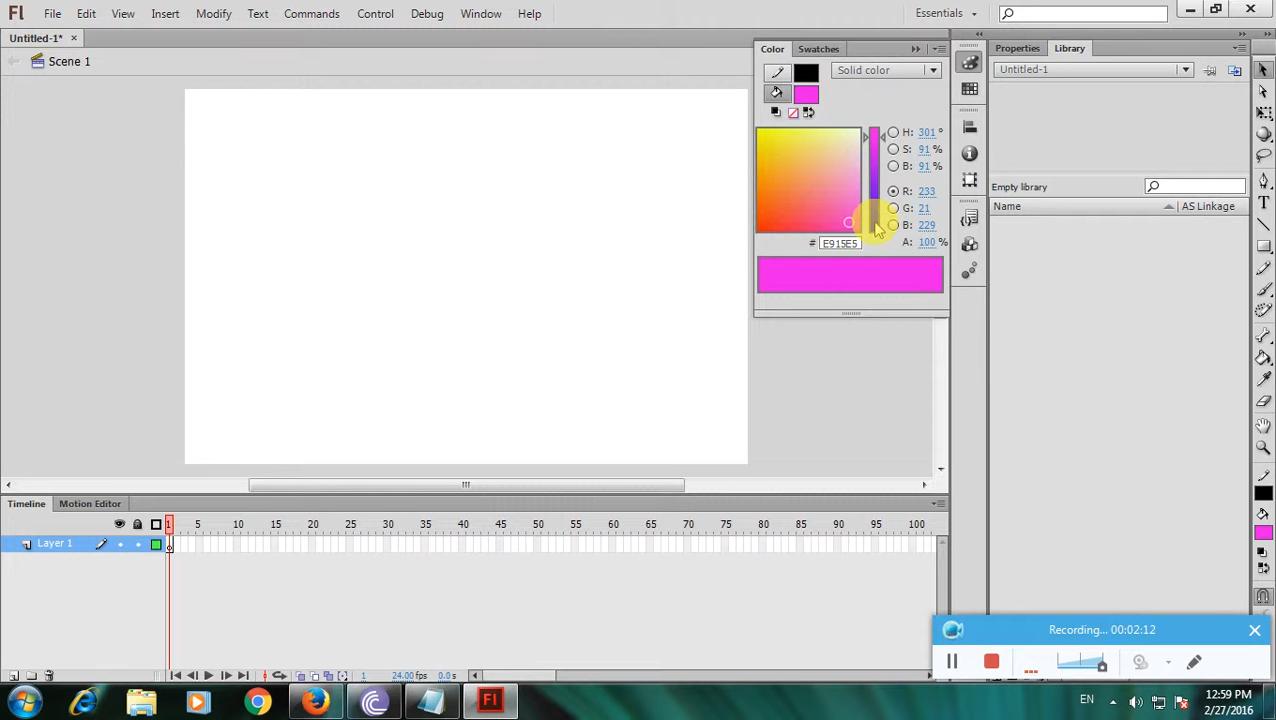 Fl File Edit View Insert Modify Text Commands Control Debug Window Help Essentials
Untitled-1*
Scene 1
Color Swatches
Solid color
H: 301 °
S: 91 %
B: 91 %
R: 233
G: 21
B: 229
A: 100 %
# E915E5
Properties Library
Untitled-1
Empty library
Name AS Linkage
Timeline Motion Editor
1 5 10 15 20 25 30 35 40 45 50 55 60 65 70 75 80 85 90 95 100
Layer 1
24.00 fps 1 0.0 s
Recording... 00:02:12
Fl
EN
12:59 PM
2/27/2016